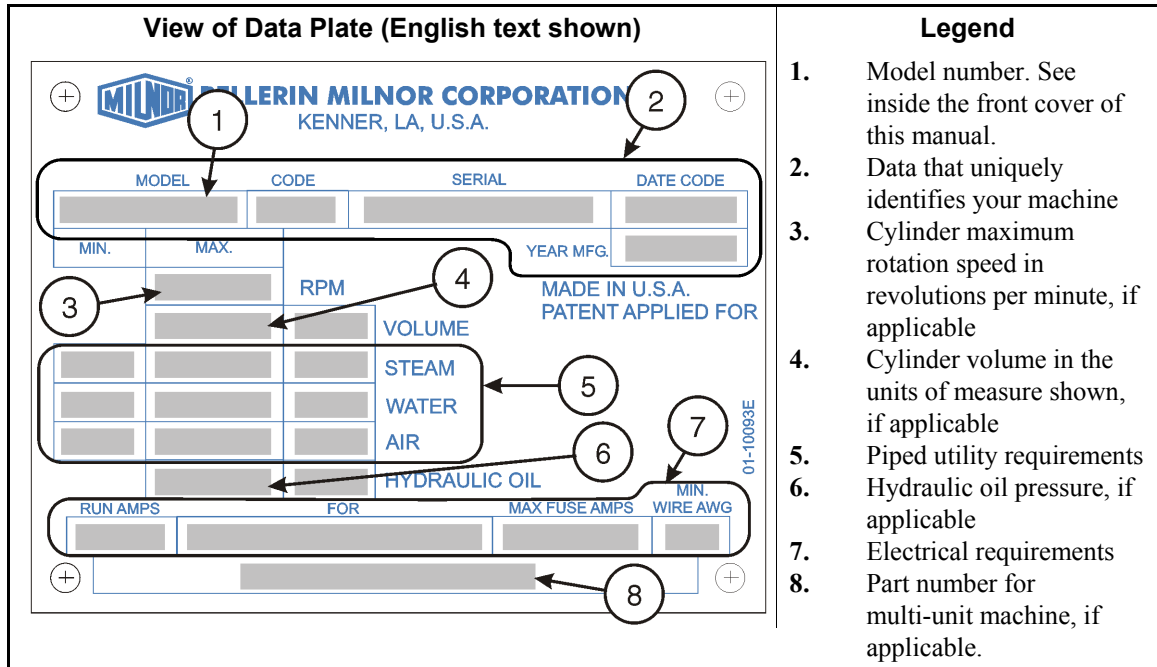 View of Data Plate (English text shown)
MILNOR®
PELLERIN MILNOR CORPORATION
KENNER, LA, U.S.A.
1
2
MODEL CODE SERIAL DATE CODE
MIN. MAX. YEAR MFG.
3
RPM
4
MADE IN U.S.A.
PATENT APPLIED FOR
VOLUME
STEAM
5
WATER
7
AIR
6
01-10093E
HYDRAULIC OIL
RUN AMPS FOR MAX FUSE AMPS MIN.
WIRE AWG
8
Legend
1. Model number. See
inside the front cover of
this manual.
2. Data that uniquely
identifies your machine
3. Cylinder maximum
rotation speed in
revolutions per minute, if
applicable
4. Cylinder volume in the
units of measure shown,
if applicable
5. Piped utility requirements
6. Hydraulic oil pressure, if
applicable
7. Electrical requirements
8. Part number for
multi-unit machine, if
applicable.